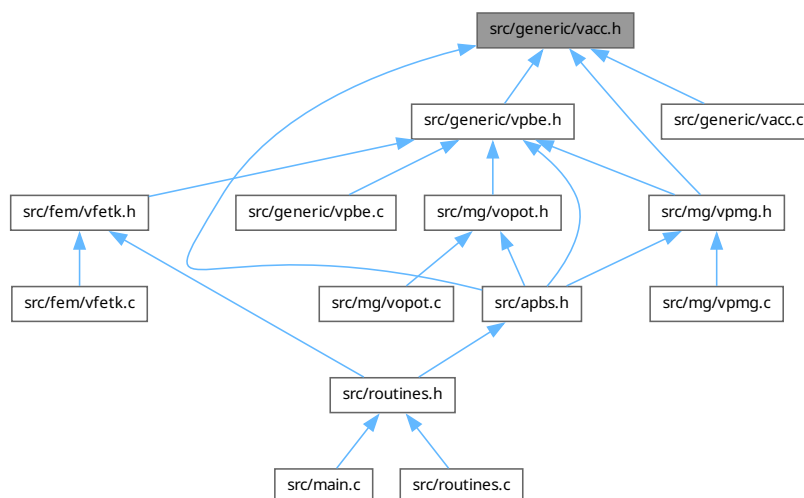 src/generic/vacc.h
src/generic/vpbe.h
src/generic/vacc.c
src/fem/vfetk.h
src/generic/vpbe.c
src/mg/vopot.h
src/mg/vpmg.h
src/fem/vfetk.c
src/mg/vopot.c
src/apbs.h
src/mg/vpmg.c
src/routines.h
src/main.c
src/routines.c